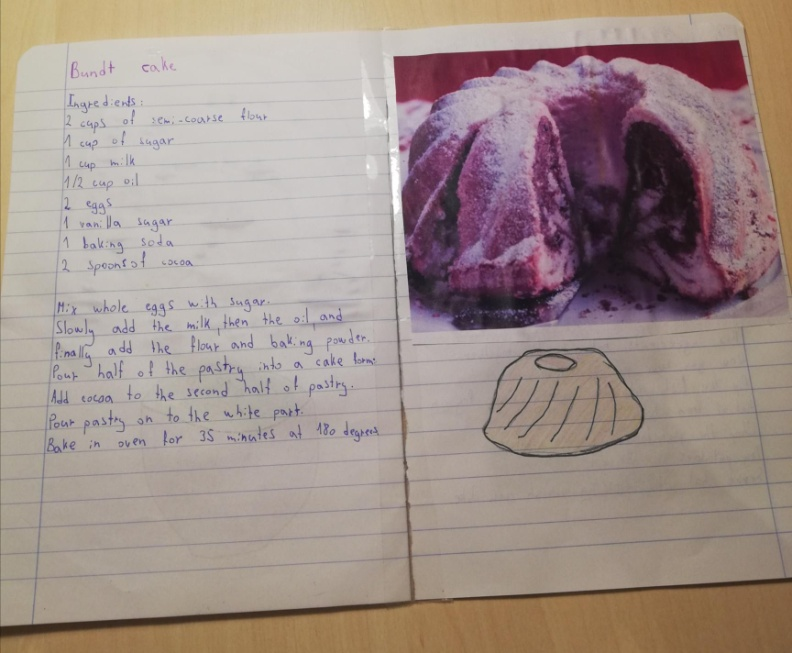 Bundt cake
Ingredients:
2 cups of semi-coarse flour
1 cup of sugar
1 cup milk
1/2 cup oil
2 eggs
1 vanilla sugar
1 baking soda
2 spoons of cocoa
Mix whole eggs with sugar.
Slowly add the milk, then the oil, and
finally add the flour and baking powder.
Pour half of the pastry into a cake form.
Add cocoa to the second half of pastry.
Pour pastry on to the white part.
Bake in oven for 35 minutes at 180 degrees